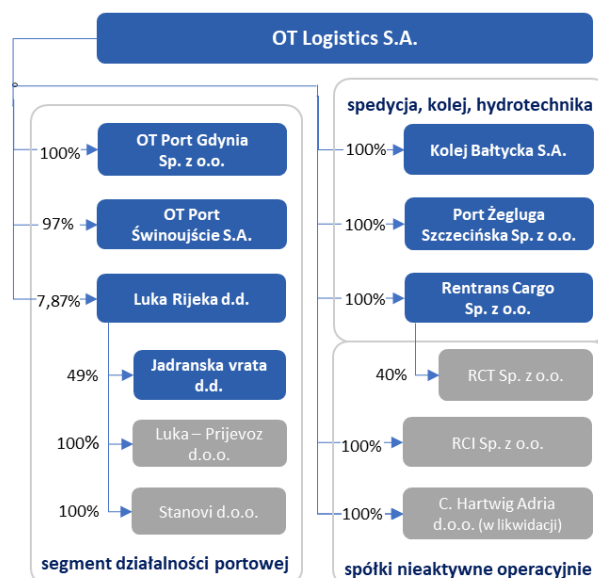 OT Logistics S.A.
100%
OT Port Gdynia
Sp. z o.o.
97%
OT Port
Świnoujście S.A.
7,87%
Luka Rijeka d.d.
49%
Jadranska vrata
d.d.
100%
Luka – Prijevoz
d.o.o.
100%
Stanovi d.o.o.
segment działalności portowej
spedycja, kolej, hydrotechnika
100%
Kolej Bałtycka S.A.
100%
Port Żegluga
Szczecińska Sp. z o.o.
100%
Rentrans Cargo
Sp. z o.o.
40%
RCT Sp. z o.o.
100%
RCI Sp. z o.o.
100%
C. Hartwig Adria
d.o.o. (w likwidacji)
spółki nieaktywne operacyjnie